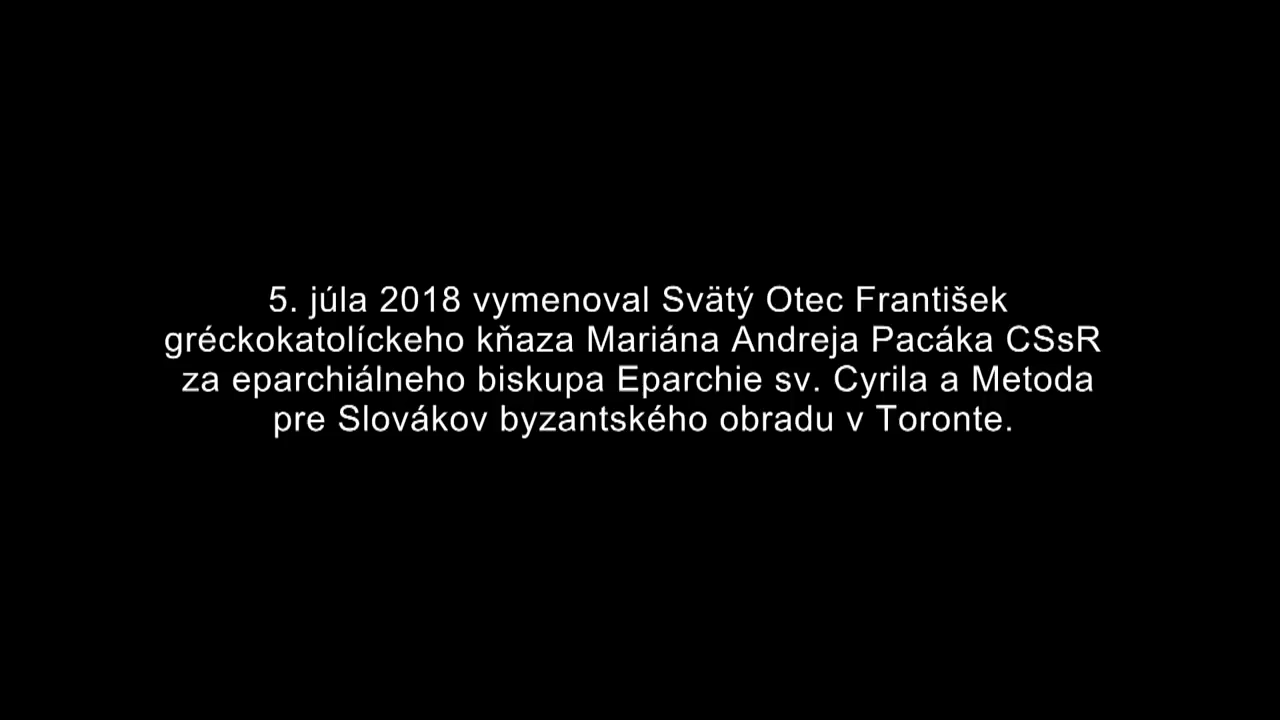 5. júla 2018 vymenoval Svätý Otec František
gréckokatolíckeho kňaza Mariána Andreja Pacáka CSsR
za eparchiálneho biskupa Eparchie sv. Cyrila a Metoda
pre Slovákov byzantského obradu v Toronte.